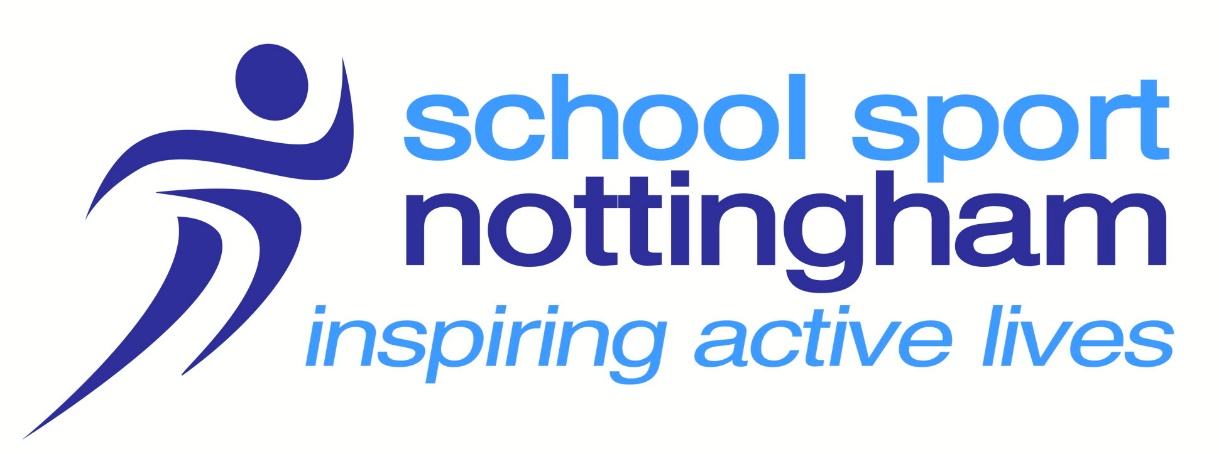 school sport
nottingham
inspiring active lives